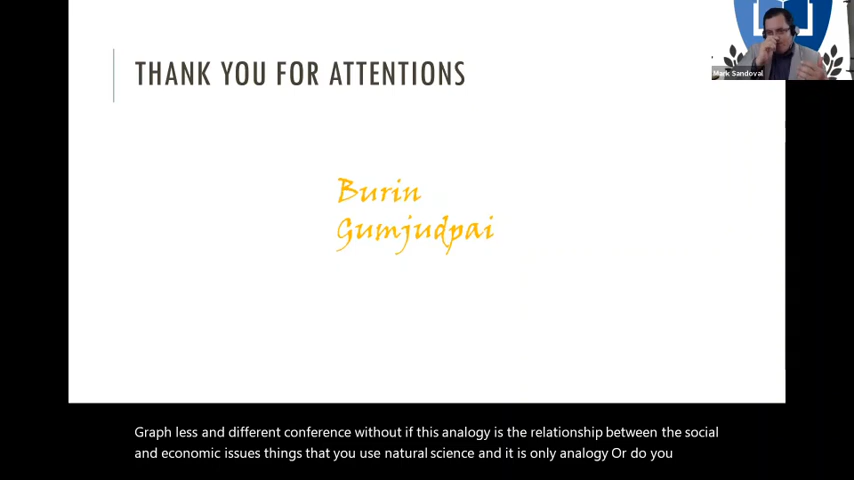 THANK YOU FOR ATTENTIONS
Mark Sandoval
Burin
Gumjudpai
Graph less and different conference without if this analogy is the relationship between the social
and economic issues things that you use natural science and it is only analogy Or do you